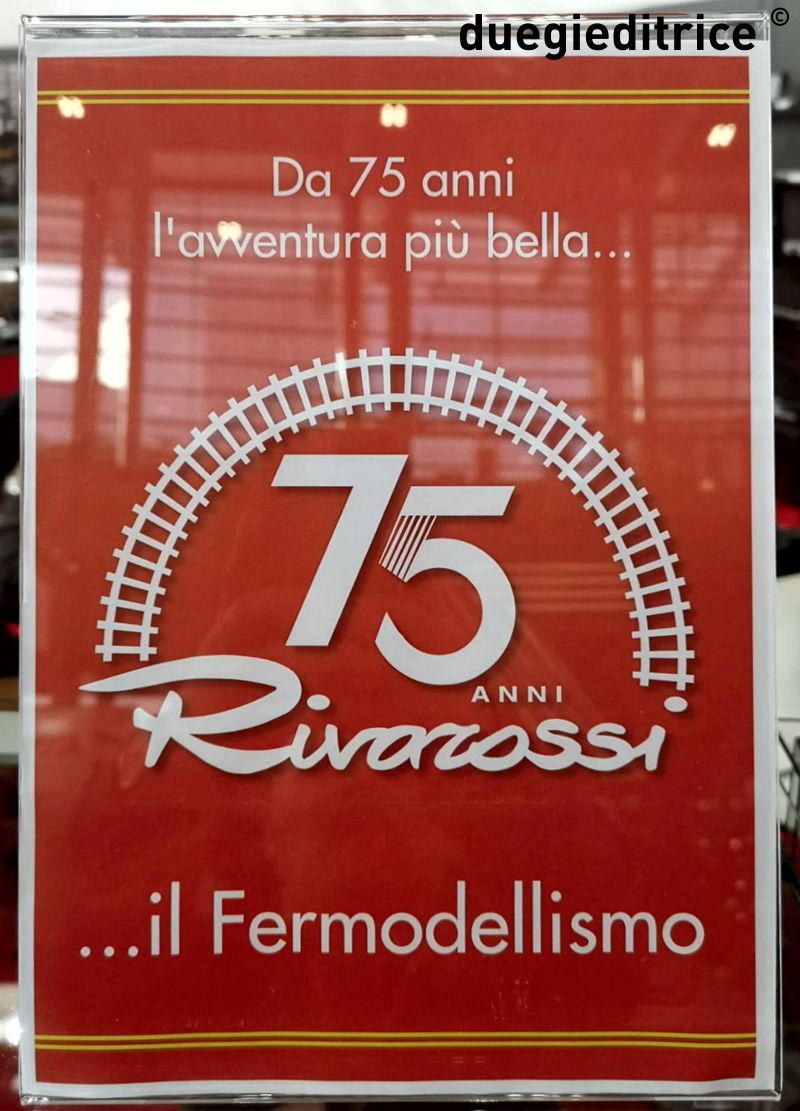 duegieditrice©
Da 75 anni
l'avventura più bella...
75
ANNI
Rivarossi
...il Fermodellismo